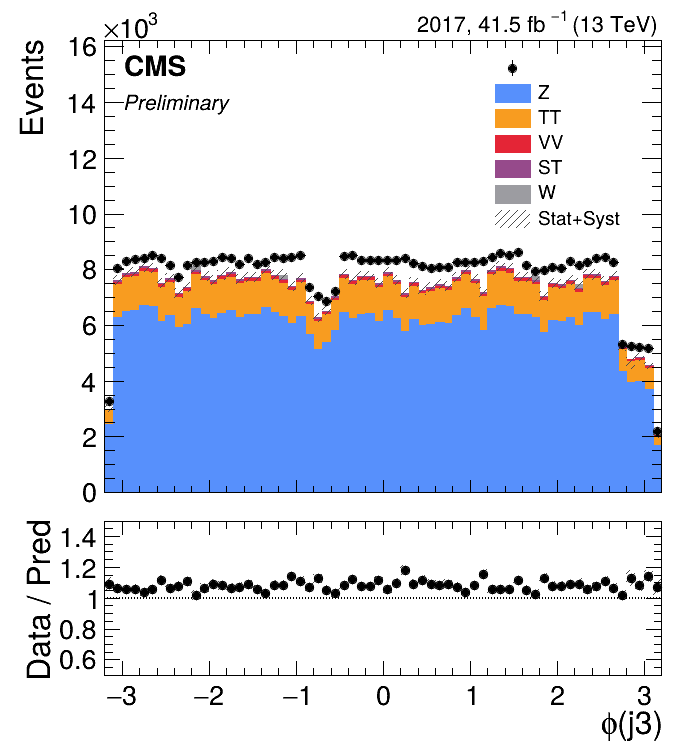 ×10³ 2017, 41.5 fb ⁻¹ (13 TeV)
Events
CMS
Preliminary
Z
TT
VV
ST
W
Stat+Syst
16
14
12
10
8
6
4
2
0
Data / Pred
1.4
1.2
1
0.8
0.6
−3 −2 −1 0 1 2 3
ϕ(j3)